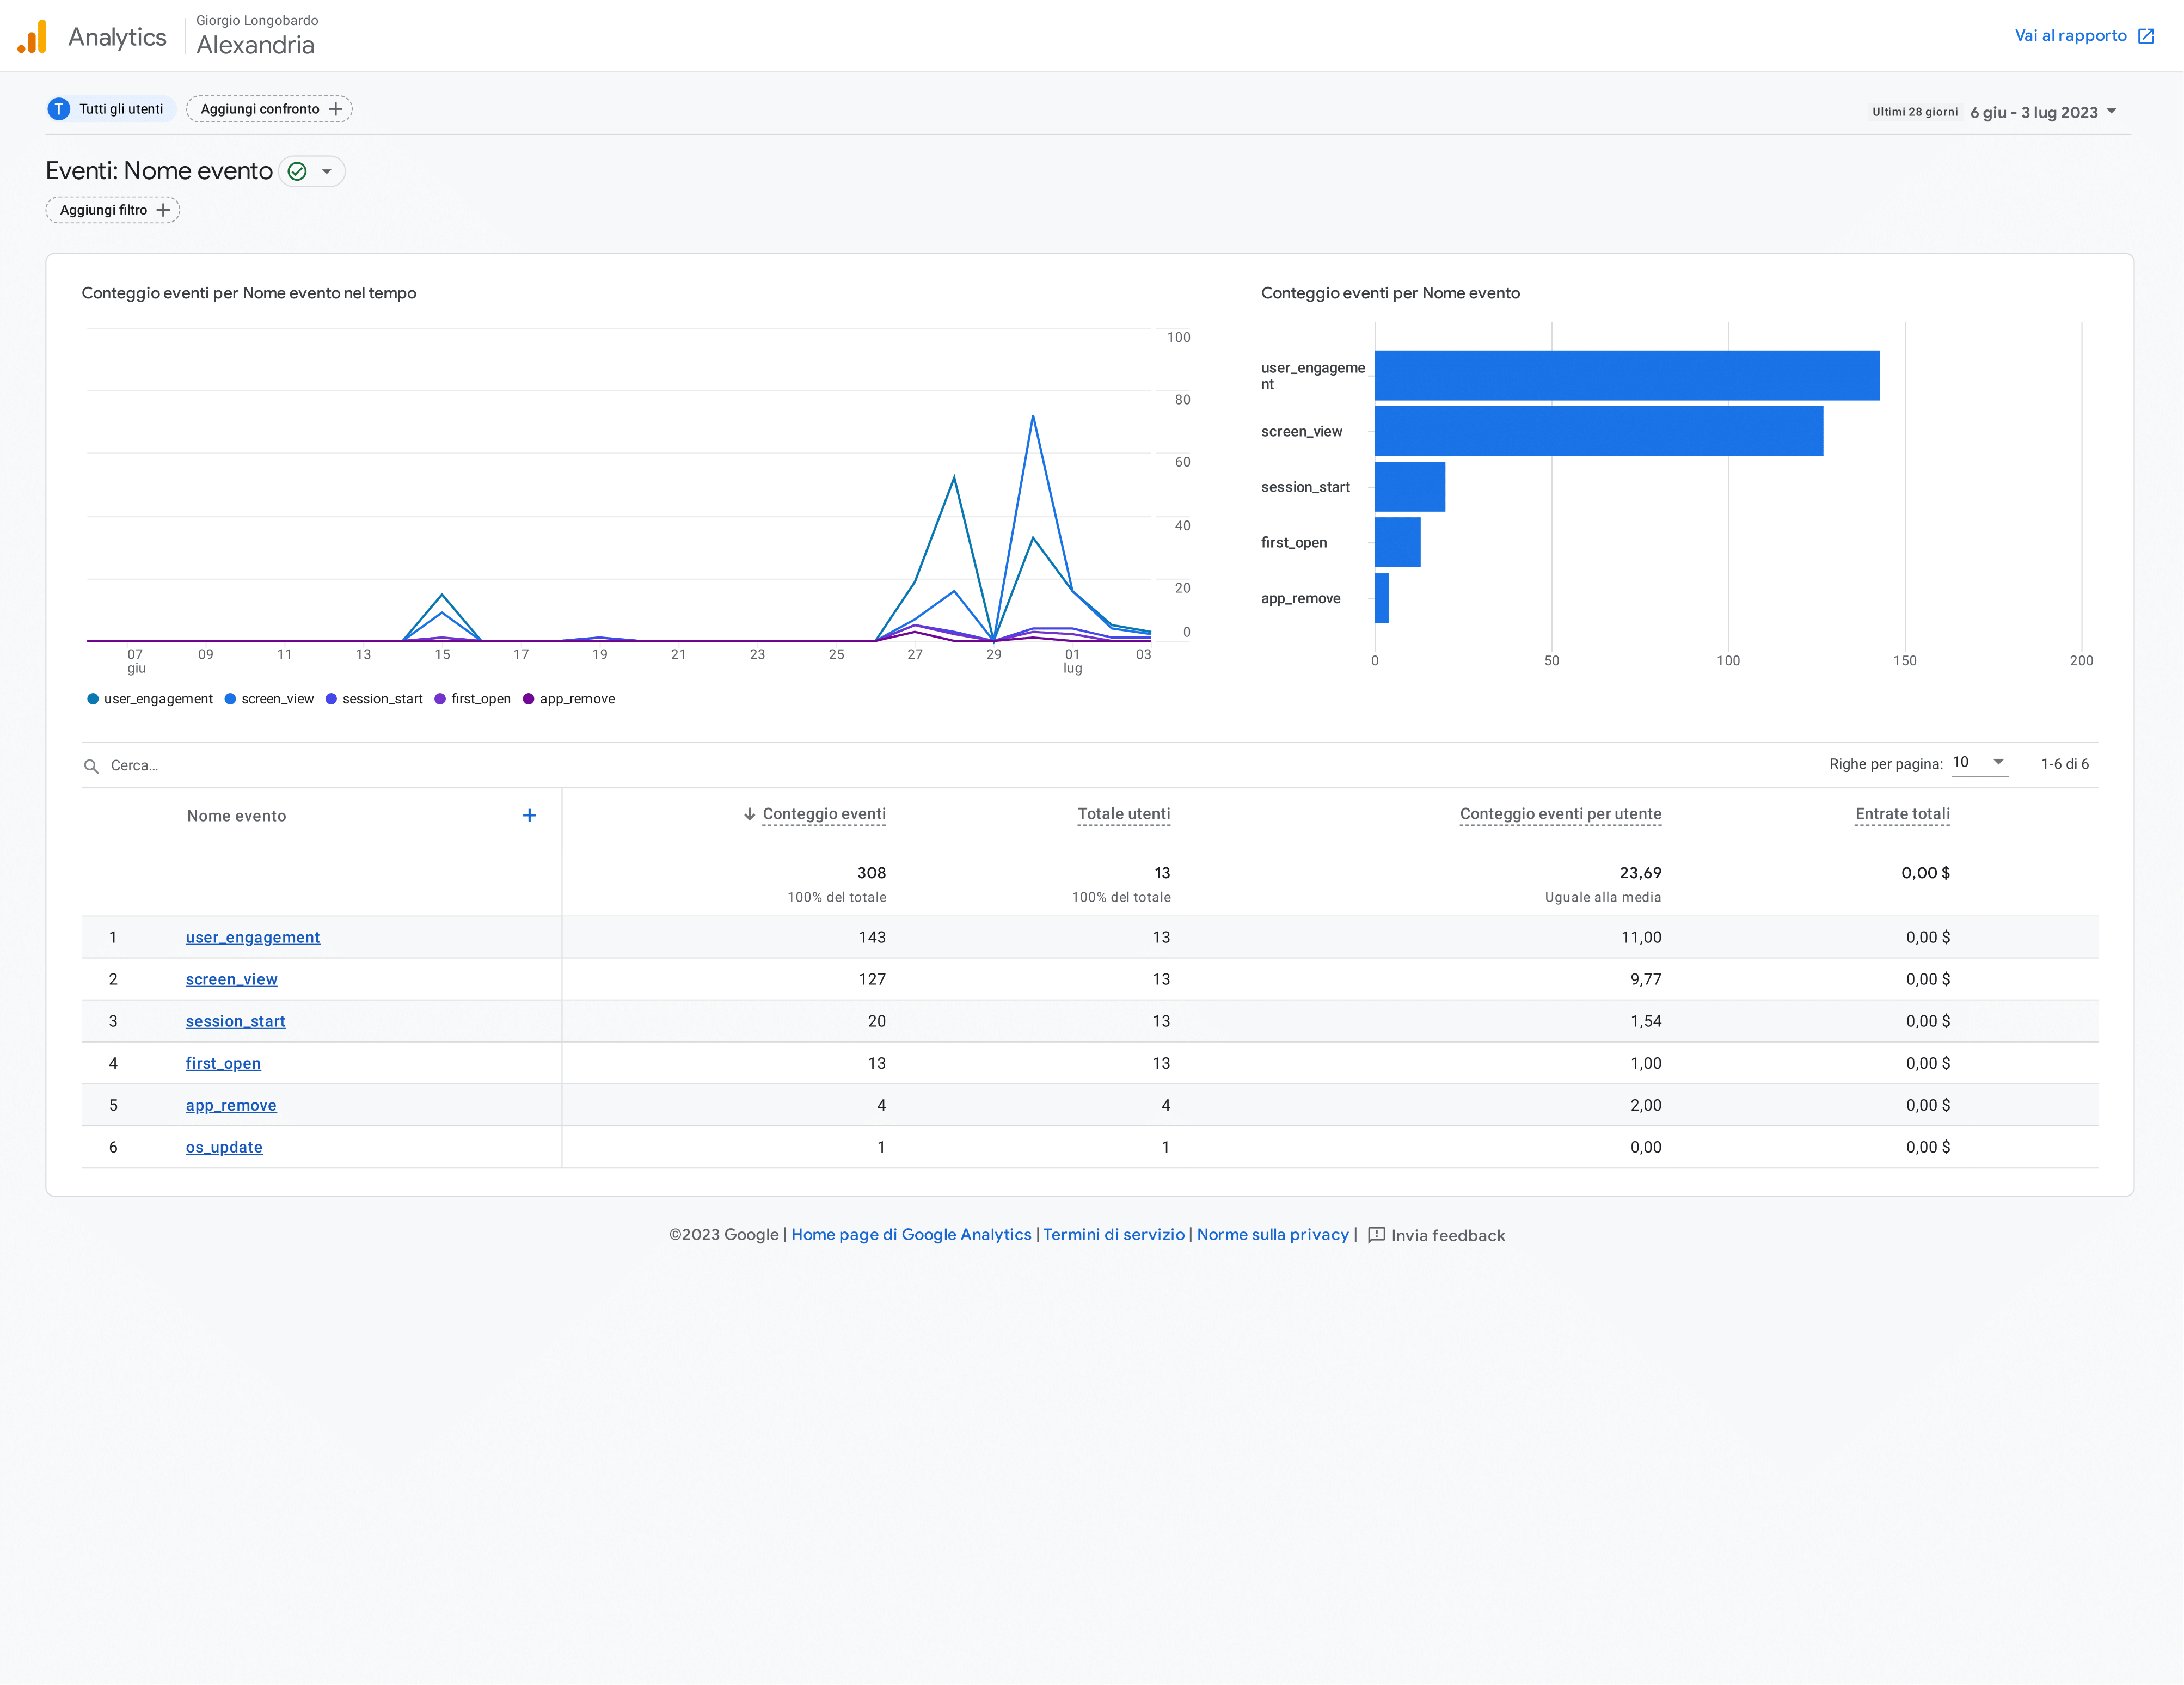 Analytics
Giorgio Longobardo
Alexandria
Vai al rapporto
T Tutti gli utenti
Aggiungi confronto
Ultimi 28 giorni 6 giu - 3 lug 2023
Eventi: Nome evento
Aggiungi filtro
Conteggio eventi per Nome evento nel tempo
100
80
60
40
20
0
07 giu 09 11 13 15 17 19 21 23 25 27 29 01 lug 03
user_engagement screen_view session_start first_open app_remove
Conteggio eventi per Nome evento
user_engageme
nt
screen_view
session_start
first_open
app_remove
0 50 100 150 200
Cerca...
Righe per pagina: 10 1-6 di 6
Nome evento + Conteggio eventi Totale utenti Conteggio eventi per utente Entrate totali
308 13 23,69 0,00 $
100% del totale 100% del totale Uguale alla media
1 user_engagement 143 13 11,00 0,00 $
2 screen_view 127 13 9,77 0,00 $
3 session_start 20 13 1,54 0,00 $
4 first_open 13 13 1,00 0,00 $
5 app_remove 4 4 2,00 0,00 $
6 os_update 1 1 0,00 0,00 $
©2023 Google | Home page di Google Analytics | Termini di servizio | Norme sulla privacy | Invia feedback